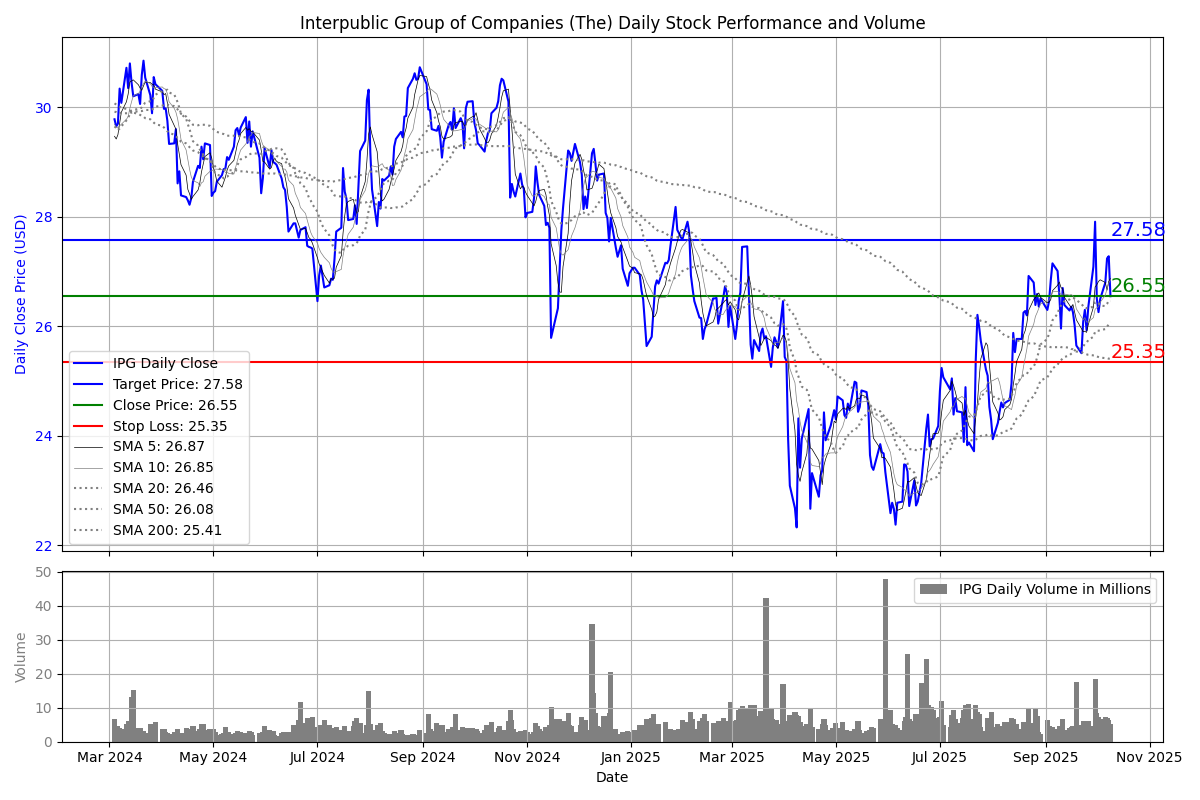 Interpublic Group of Companies (The) Daily Stock Performance and Volume
Daily Close Price (USD)
30
28
26
24
22
27.58
26.55
25.35
IPG Daily Close
Target Price: 27.58
Close Price: 26.55
Stop Loss: 25.35
SMA 5: 26.87
SMA 10: 26.85
SMA 20: 26.46
SMA 50: 26.08
SMA 200: 25.41
Volume
50
40
30
20
10
0
IPG Daily Volume in Millions
Mar 2024 May 2024 Jul 2024 Sep 2024 Nov 2024 Jan 2025 Mar 2025 May 2025 Jul 2025 Sep 2025 Nov 2025
Date